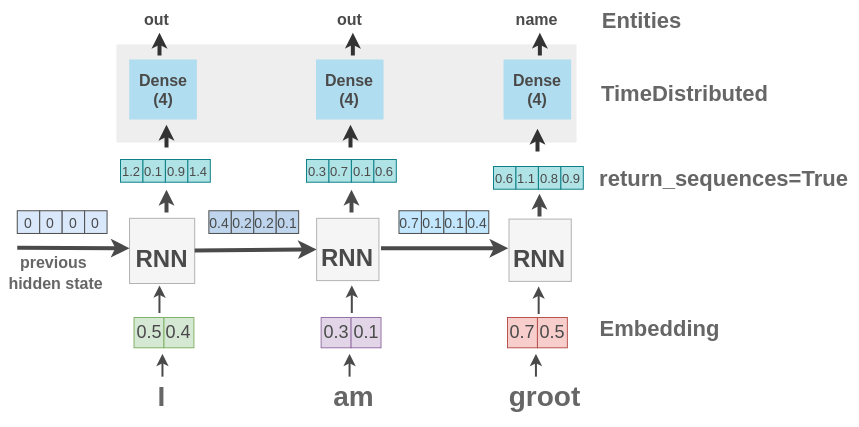 out out name Entities
Dense Dense Dense
(4) (4) (4)
TimeDistributed
1.2 0.1 0.9 1.4 0.3 0.7 0.1 0.6 0.6 1.1 0.8 0.9 return_sequences=True
0 0 0 0 0.4 0.2 0.2 0.1 0.7 0.1 0.1 0.4
RNN RNN RNN
previous
hidden state
0.5 0.4 0.3 0.1 0.7 0.5 Embedding
I am groot